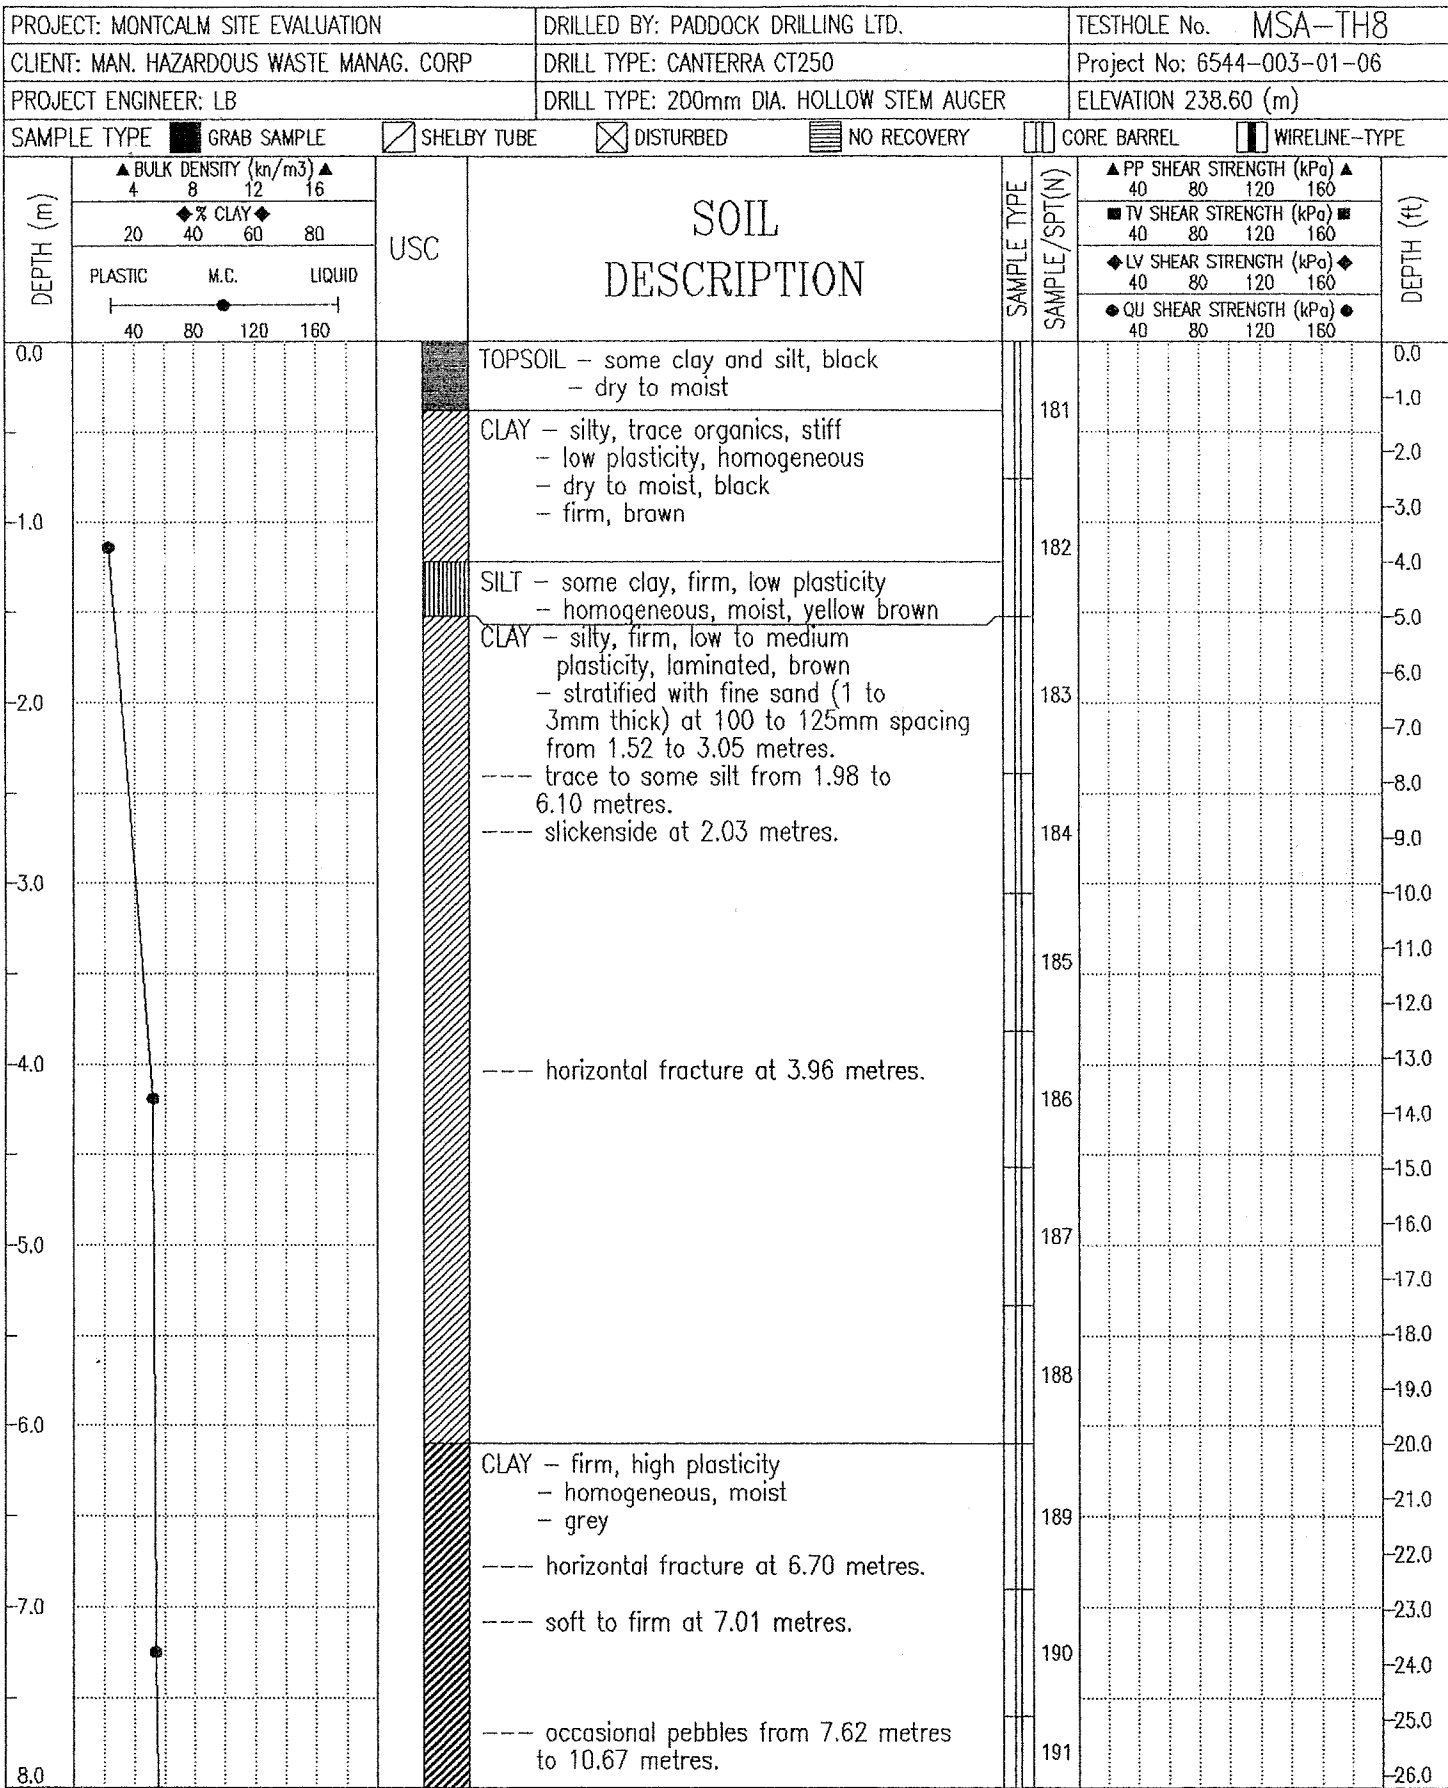 PROJECT: MONTCALM SITE EVALUATION
DRILLED BY: PADDOCK DRILLING LTD.
TESTHOLE No. MSA-TH8
CLIENT: MAN. HAZARDOUS WASTE MANAG. CORP
DRILL TYPE: CANTERRA CT250
Project No: 6544-003-01-06
PROJECT ENGINEER: LB
DRILL TYPE: 200mm DIA. HOLLOW STEM AUGER
ELEVATION 238.60 (m)
SAMPLE TYPE GRAB SAMPLE SHELBY TUBE DISTURBED NO RECOVERY CORE BARREL WIRELINE-TYPE
DEPTH (m)
▲ BULK DENSITY (kn/m3) ▲
4 8 12 16
◆ % CLAY ◆
20 40 60 80
PLASTIC M.C. LIQUID
40 80 120 160
USC
SOIL
DESCRIPTION
SAMPLE TYPE
SAMPLE/SPT(N)
▲ PP SHEAR STRENGTH (kPa) ▲
40 80 120 160
■ TV SHEAR STRENGTH (kPa) ■
40 80 120 160
◆ LV SHEAR STRENGTH (kPa) ◆
40 80 120 160
● QU SHEAR STRENGTH (kPa) ●
40 80 120 160
DEPTH (ft)
0.0
-1.0
-2.0
-3.0
-4.0
-5.0
-6.0
-7.0
8.0
TOPSOIL - some clay and silt, black
- dry to moist
CLAY - silty, trace organics, stiff
- low plasticity, homogeneous
- dry to moist, black
- firm, brown
SILT - some clay, firm, low plasticity
- homogeneous, moist, yellow brown
CLAY - silty, firm, low to medium
plasticity, laminated, brown
- stratified with fine sand (1 to
3mm thick) at 100 to 125mm spacing
from 1.52 to 3.05 metres.
--- trace to some silt from 1.98 to
6.10 metres.
--- slickenside at 2.03 metres.
--- horizontal fracture at 3.96 metres.
CLAY - firm, high plasticity
- homogeneous, moist
- grey
--- horizontal fracture at 6.70 metres.
--- soft to firm at 7.01 metres.
--- occasional pebbles from 7.62 metres
to 10.67 metres.
181
182
183
184
185
186
187
188
189
190
191
0.0
-1.0
-2.0
-3.0
-4.0
-5.0
-6.0
-7.0
-8.0
-9.0
-10.0
-11.0
-12.0
-13.0
-14.0
-15.0
-16.0
-17.0
-18.0
-19.0
-20.0
-21.0
-22.0
-23.0
-24.0
-25.0
-26.0